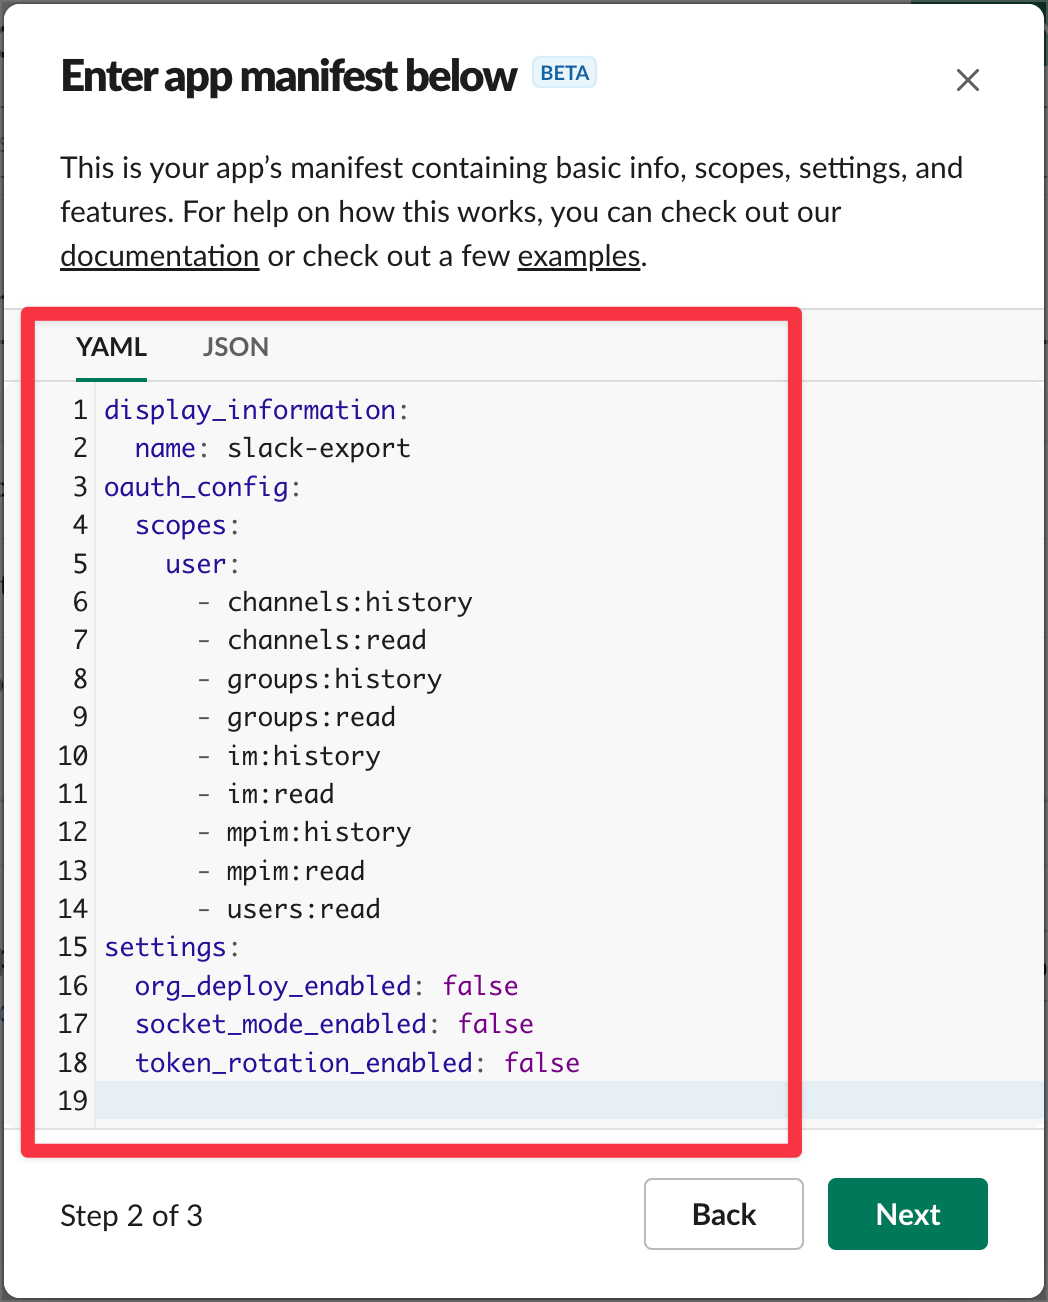 Enter app manifest below BETA
This is your app’s manifest containing basic info, scopes, settings, and
features. For help on how this works, you can check out our
documentation or check out a few examples.
YAML JSON
1 display_information:
2   name: slack-export
3 oauth_config:
4   scopes:
5     user:
6       - channels:history
7       - channels:read
8       - groups:history
9       - groups:read
10       - im:history
11       - im:read
12       - mpim:history
13       - mpim:read
14       - users:read
15 settings:
16   org_deploy_enabled: false
17   socket_mode_enabled: false
18   token_rotation_enabled: false
19
Step 2 of 3 Back Next